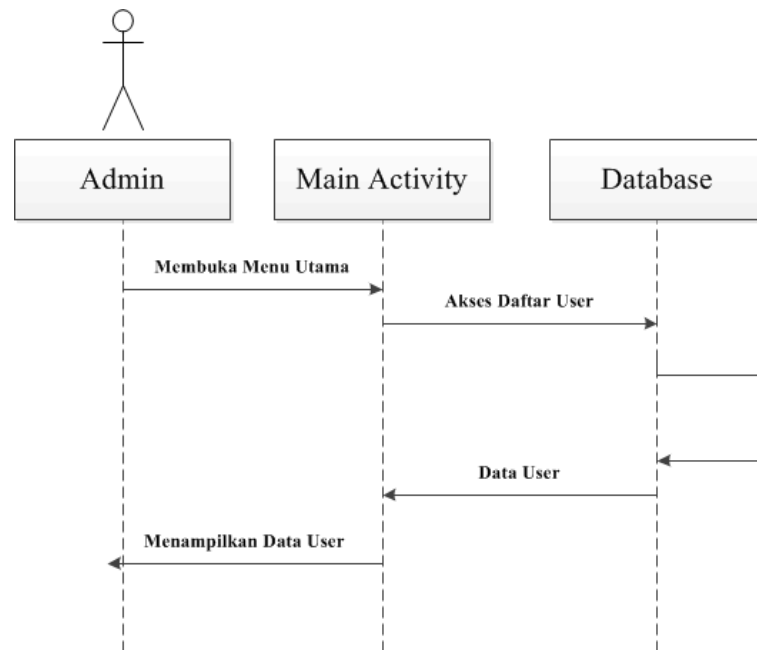 Admin
Main Activity
Database
Membuka Menu Utama
Akses Daftar User
Data User
Menampilkan Data User